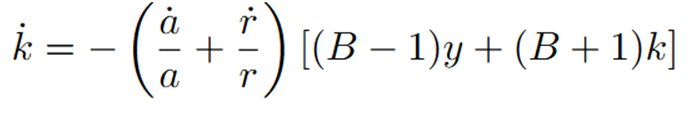 k̇ = − (ȧ/a + ṙ/r) [(B − 1)y + (B + 1)k]